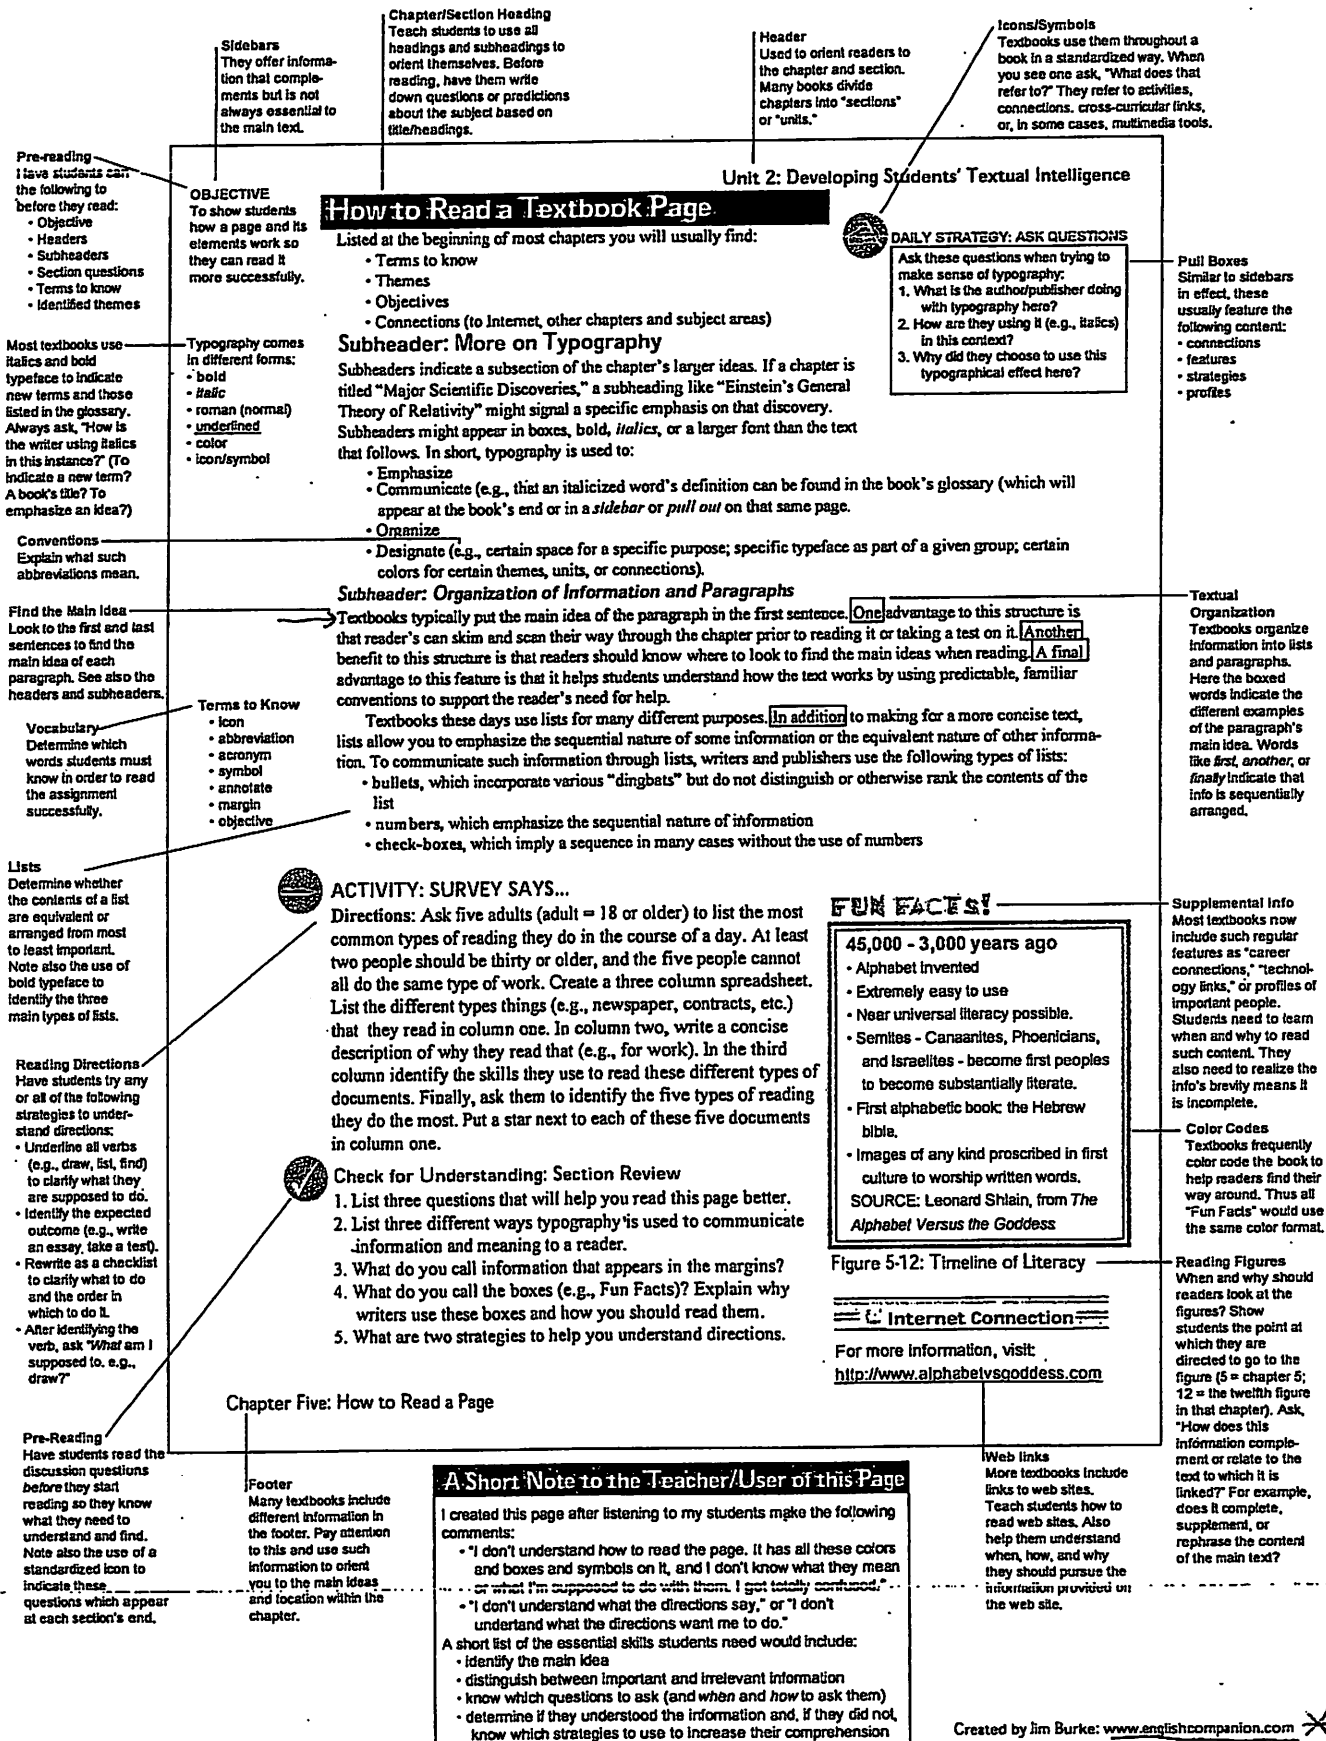 Chapter/Section Heading
Teach students to use all
headings and subheadings to
orient themselves. Before
reading, have them write
down questions or predictions
about the subject based on
title/headings.
Sidebars
They offer informa-
tion that comple-
ments but is not
always essential to
the main text.
Header
Used to orient readers to
the chapter and section.
Many books divide
chapters into "sections"
or "units."
Icons/Symbols
Textbooks use them throughout a
book in a standardized way. When
you see one ask, "What does that
refer to?" They refer to activities,
connections. cross-curricular links,
or, in some cases, multimedia tools.
Pre-reading
Have students scan
the following to
before they read:
• Objective
• Headers
• Subheaders
• Section questions
• Terms to know
• Identified themes
Most textbooks use
italics and bold
typeface to indicate
new terms and those
listed in the glossary.
Always ask, "How is
the writer using italics
in this instance?" (To
indicate a new term?
A book's title? To
emphasize an idea?)
Conventions
Explain what such
abbreviations mean.
Find the Main Idea
Look to the first and last
sentences to find the
main idea of each
paragraph. See also the
headers and subheaders.
Vocabulary
Determine which
words students must
know in order to read
the assignment
successfully.
Lists
Determine whether
the contents of a list
are equivalent or
arranged from most
to least important.
Note also the use of
bold typeface to
identify the three
main types of lists.
Reading Directions
Have students try any
or all of the following
strategies to under-
stand directions:
• Underline all verbs
(e.g., draw, list, find)
to clarify what they
are supposed to do.
• Identify the expected
outcome (e.g., write
an essay, take a test).
• Rewrite as a checklist
to clarify what to do
and the order in
which to do it.
• After identifying the
verb, ask "What am I
supposed to. e.g.,
draw?"
Pre-Reading
Have students read the
discussion questions
before they start
reading so they know
what they need to
understand and find.
Note also the use of a
standardized icon to
indicate these
questions which appear
at each section's end.
OBJECTIVE
To show students
how a page and its
elements work so
they can read it
more successfully.
Typography comes
in different forms:
• bold
• italic
• roman (normal)
• underlined
• color
• icon/symbol
Terms to Know
• icon
• abbreviation
• acronym
• symbol
• annotate
• margin
• objective
Unit 2: Developing Students' Textual Intelligence
How to Read a Textbook Page
Listed at the beginning of most chapters you will usually find:
• Terms to know
• Themes
• Objectives
• Connections (to Internet, other chapters and subject areas)
Subheader: More on Typography
Subheaders indicate a subsection of the chapter's larger ideas. If a chapter is
titled "Major Scientific Discoveries," a subheading like "Einstein's General
Theory of Relativity" might signal a specific emphasis on that discovery.
Subheaders might appear in boxes, bold, italics, or a larger font than the text
that follows. In short, typography is used to:
• Emphasize
• Communicate (e.g., that an italicized word's definition can be found in the book's glossary (which will
appear at the book's end or in a sidebar or pull out on that same page.
• Organize
• Designate (e.g., certain space for a specific purpose; specific typeface as part of a given group; certain
colors for certain themes, units, or connections).
Subheader: Organization of Information and Paragraphs
Textbooks typically put the main idea of the paragraph in the first sentence. One advantage to this structure is
that reader's can skim and scan their way through the chapter prior to reading it or taking a test on it. Another
benefit to this structure is that readers should know where to look to find the main ideas when reading. A final
advantage to this feature is that it helps students understand how the text works by using predictable, familiar
conventions to support the reader's need for help.
Textbooks these days use lists for many different purposes. In addition to making for a more concise text,
lists allow you to emphasize the sequential nature of some information or the equivalent nature of other informa-
tion. To communicate such information through lists, writers and publishers use the following types of lists:
• bullets, which incorporate various "dingbats" but do not distinguish or otherwise rank the contents of the
list
• numbers, which emphasize the sequential nature of information
• check-boxes, which imply a sequence in many cases without the use of numbers
DAILY STRATEGY: ASK QUESTIONS
Ask these questions when trying to
make sense of typography:
1. What is the author/publisher doing
with typography here?
2. How are they using it (e.g., italics)
in this context?
3. Why did they choose to use this
typographical effect here?
ACTIVITY: SURVEY SAYS...
Directions: Ask five adults (adult = 18 or older) to list the most
common types of reading they do in the course of a day. At least
two people should be thirty or older, and the five people cannot
all do the same type of work. Create a three column spreadsheet.
List the different types things (e.g., newspaper, contracts, etc.)
that they read in column one. In column two, write a concise
description of why they read that (e.g., for work). In the third
column identify the skills they use to read these different types of
documents. Finally, ask them to identify the five types of reading
they do the most. Put a star next to each of these five documents
in column one.
Check for Understanding: Section Review
1. List three questions that will help you read this page better.
2. List three different ways typography is used to communicate
information and meaning to a reader.
3. What do you call information that appears in the margins?
4. What do you call the boxes (e.g., Fun Facts)? Explain why
writers use these boxes and how you should read them.
5. What are two strategies to help you understand directions.
FUN FACTS!
45,000 - 3,000 years ago
• Alphabet invented
• Extremely easy to use
• Near universal literacy possible.
• Semites - Canaanites, Phoenicians,
and Israelites - become first peoples
to become substantially literate.
• First alphabetic book: the Hebrew
bible.
• Images of any kind proscribed in first
culture to worship written words.
SOURCE: Leonard Shlain, from The
Alphabet Versus the Goddess
Figure 5-12: Timeline of Literacy
Internet Connection
For more information, visit:
http://www.alphabetvsgoddess.com
Chapter Five: How to Read a Page
Pull Boxes
Similar to sidebars
in effect, these
usually feature the
following content:
• connections
• features
• strategies
• profiles
Textual
Organization
Textbooks organize
information into lists
and paragraphs.
Here the boxed
words indicate the
different examples
of the paragraph's
main idea. Words
like first, another, or
finally indicate that
info is sequentially
arranged.
Supplemental Info
Most textbooks now
include such regular
features as "career
connections," "technol-
ogy links," or profiles of
important people.
Students need to learn
when and why to read
such content. They
also need to realize the
info's brevity means it
is incomplete.
Color Codes
Textbooks frequently
color code the book to
help readers find their
way around. Thus all
"Fun Facts" would use
the same color format.
Reading Figures
When and why should
readers look at the
figures? Show
students the point at
which they are
directed to go to the
figure (5 = chapter 5;
12 = the twelfth figure
in that chapter). Ask,
"How does this
information comple-
ment or relate to the
text to which it is
linked?" For example,
does it complete,
supplement, or
rephrase the content
of the main text?
Footer
Many textbooks include
different information in
the footer. Pay attention
to this and use such
information to orient
you to the main ideas
and location within the
chapter.
A Short Note to the Teacher/User of this Page
I created this page after listening to my students make the following
comments:
• "I don't understand how to read the page. It has all these colors
and boxes and symbols on it, and I don't know what they mean
or what I'm supposed to do with them. I get totally confused."
• "I don't understand what the directions say," or "I don't
undertand what the directions want me to do."
A short list of the essential skills students need would include:
• identify the main idea
• distinguish between important and irrelevant information
• know which questions to ask (and when and how to ask them)
• determine if they understood the information and, if they did not,
know which strategies to use to increase their comprehension
Web links
More textbooks include
links to web sites.
Teach students how to
read web sites. Also
help them understand
when, how, and why
they should pursue the
information provided on
the web site.
Created by Jim Burke: www.englishcompanion.com